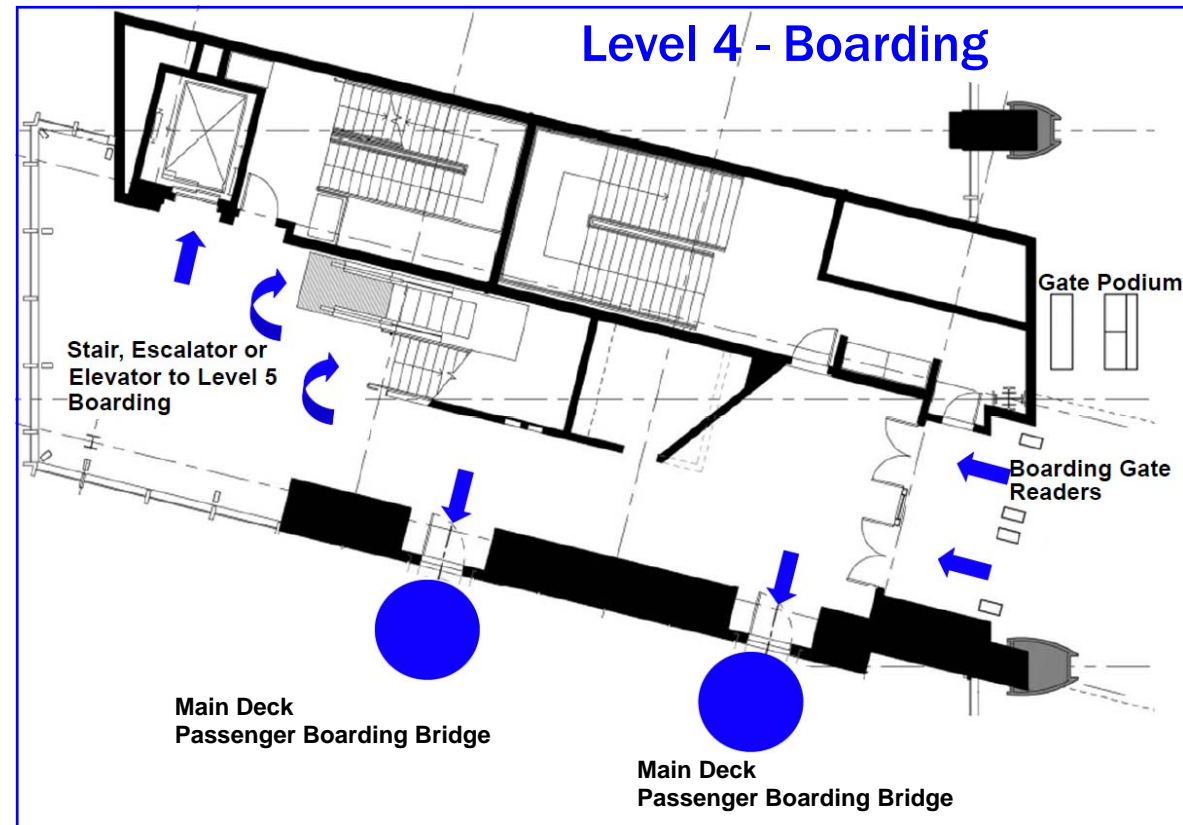 Level 4 - Boarding
Gate Podium
Stair, Escalator or
Elevator to Level 5
Boarding
Boarding Gate
Readers
Main Deck
Passenger Boarding Bridge
Main Deck
Passenger Boarding Bridge